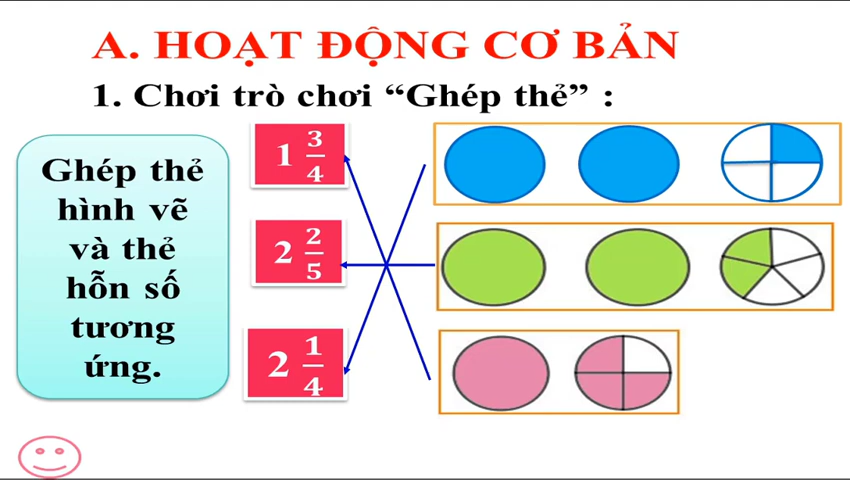 A. HOẠT ĐỘNG CƠ BẢN
1. Chơi trò chơi “Ghép thẻ” :
Ghép thẻ
hình vẽ
và thẻ
hỗn số
tương
ứng.
1 3/4
2 2/5
2 1/4